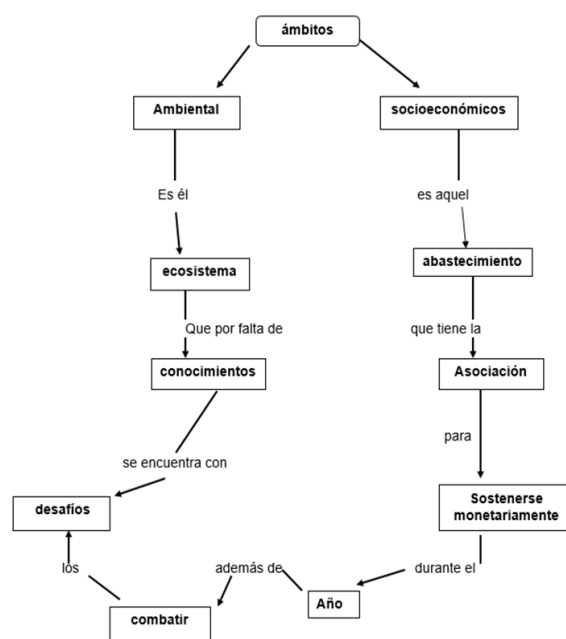 ámbitos
Ambiental
socioeconómicos
Es él
es aquel
ecosistema
abastecimiento
Que por falta de
que tiene la
conocimientos
Asociación
para
se encuentra con
Sostenerse
monetariamente
desafíos
los
además de
durante el
Año
combatir